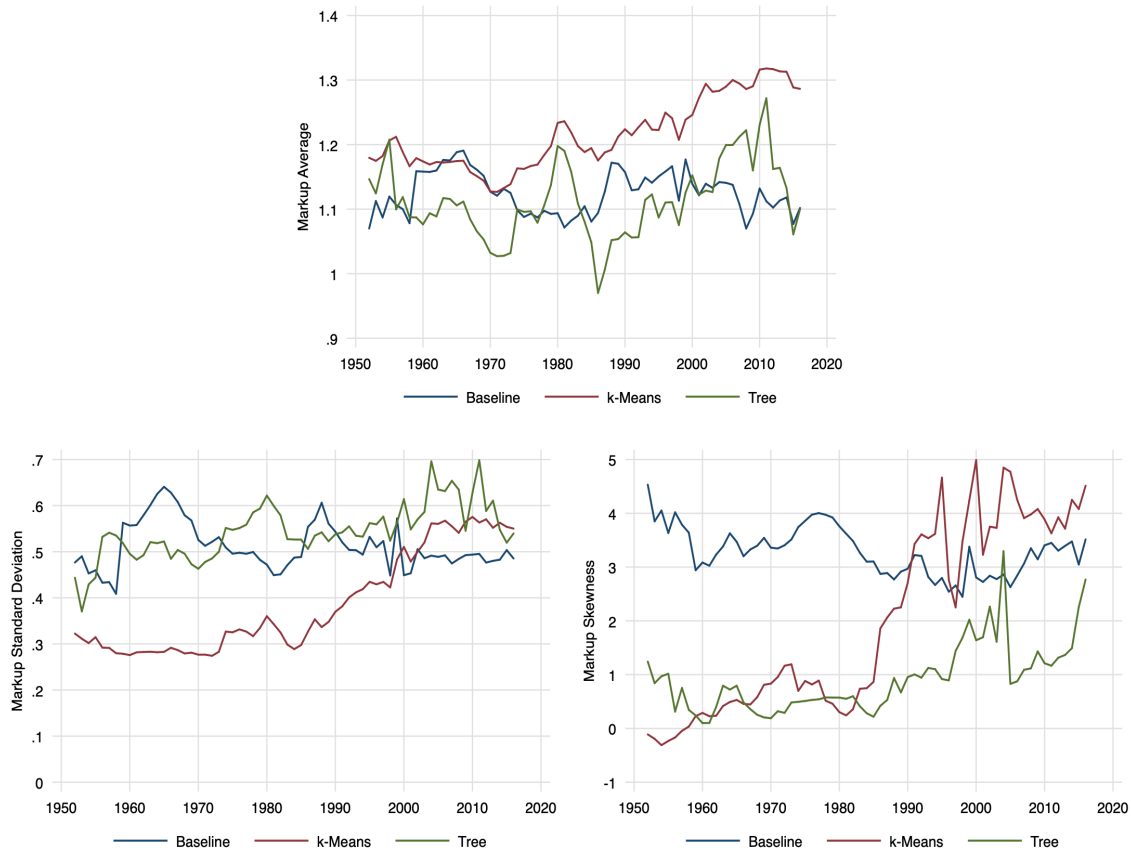 Markup Average
1.4
1.3
1.2
1.1
1
.9
1950 1960 1970 1980 1990 2000 2010 2020
Baseline k-Means Tree
Markup Standard Deviation
.7
.6
.5
.4
.3
.2
.1
0
1950 1960 1970 1980 1990 2000 2010 2020
Baseline k-Means Tree
Markup Skewness
5
4
3
2
1
0
-1
1950 1960 1970 1980 1990 2000 2010 2020
Baseline k-Means Tree